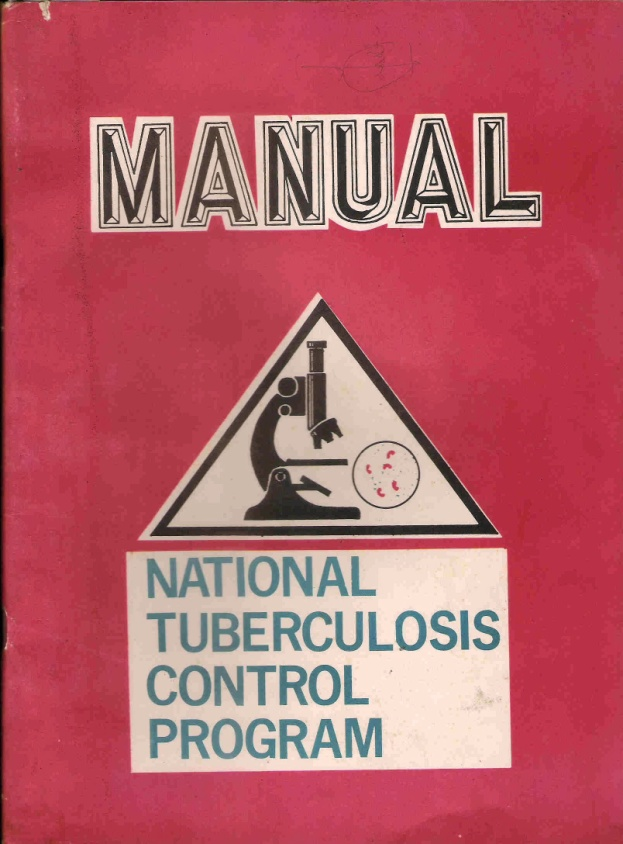 MANUAL
NATIONAL
TUBERCULOSIS
CONTROL
PROGRAM